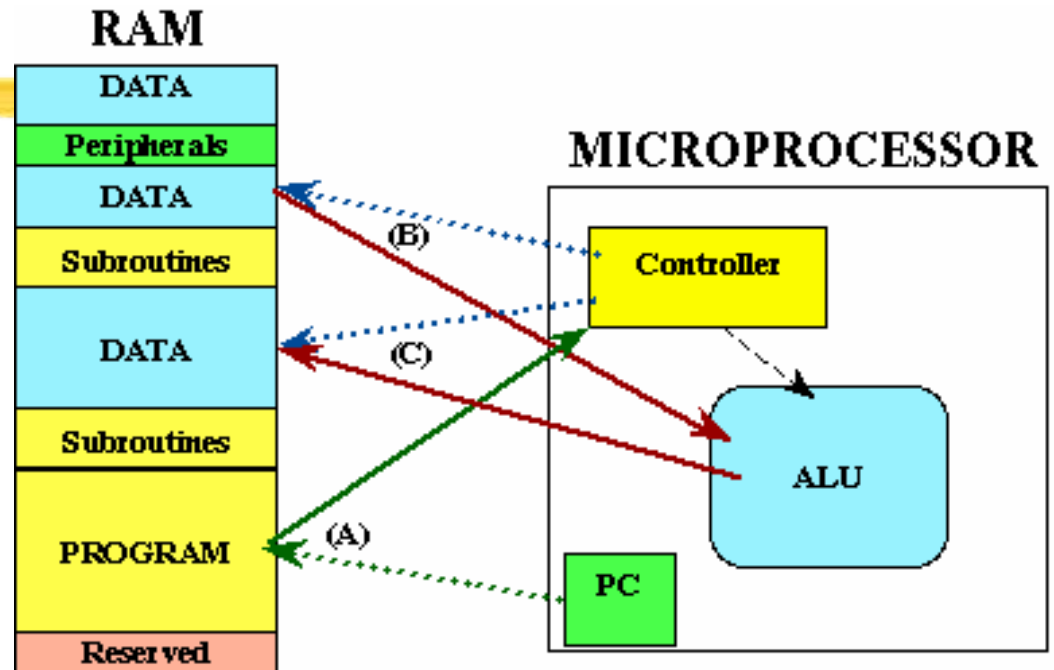 RAM
DATA
Peripherals
DATA
Subroutines
DATA
Subroutines
PROGRAM
Reserved
(B)
(C)
(A)
MICROPROCESSOR
Controller
ALU
PC